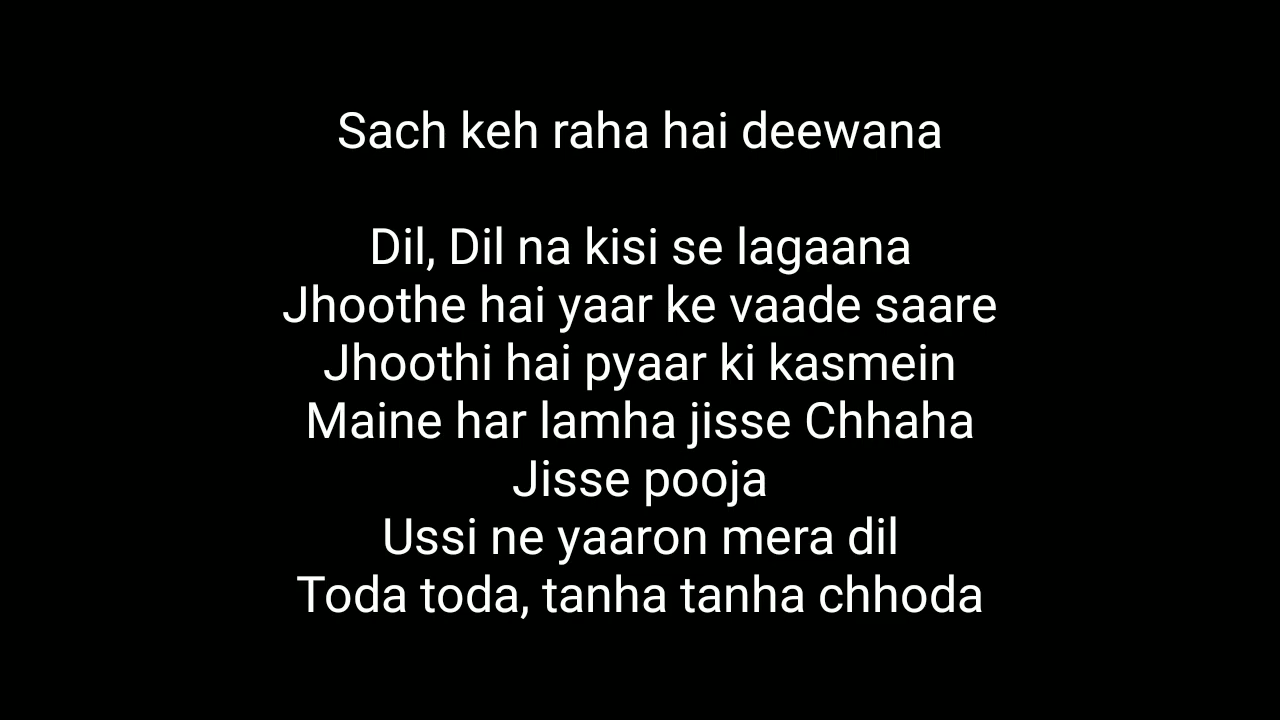 Sach keh raha hai deewana
Dil, Dil na kisi se lagaana
Jhoothe hai yaar ke vaade saare
Jhoothi hai pyaar ki kasmein
Maine har lamha jisse Chhaha
Jisse pooja
Ussi ne yaaron mera dil
Toda toda, tanha tanha chhoda